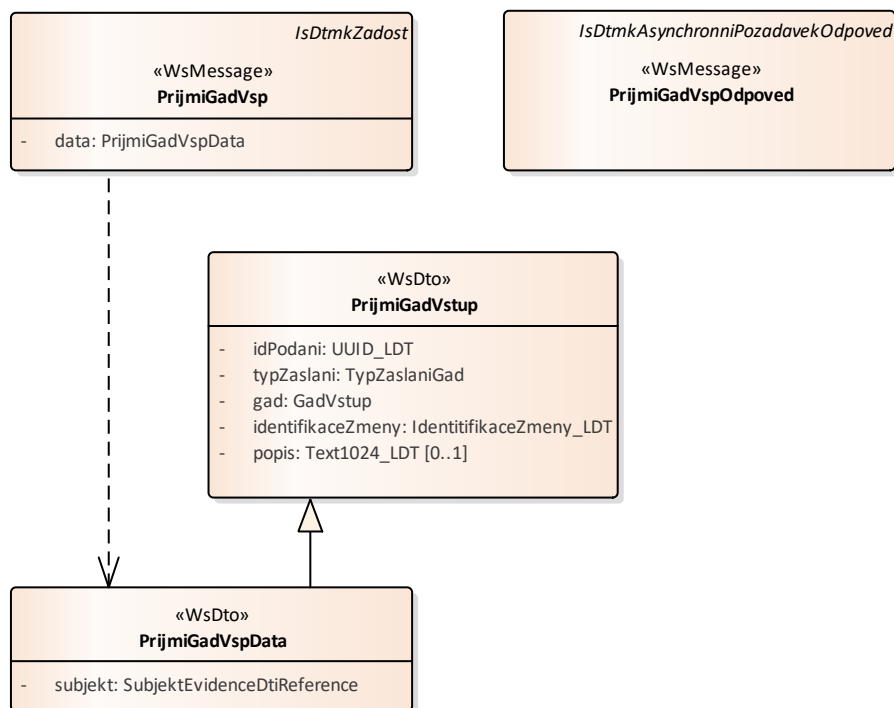 IsDtmkZadost
«WsMessage»
PrijmiGadVsp
- data: PrijmiGadVspData
IsDtmkAsynchronniPozadavekOdpoved
«WsMessage»
PrijmiGadVspOdpoved
«WsDto»
PrijmiGadVstup
- idPodani: UUID_LDT
- typZaslani: TypZaslaniGad
- gad: GadVstup
- identifikaceZmeny: IdentitifikaceZmeny_LDT
- popis: Text1024_LDT [0..1]
«WsDto»
PrijmiGadVspData
- subjekt: SubjektEvidenceDtiReference